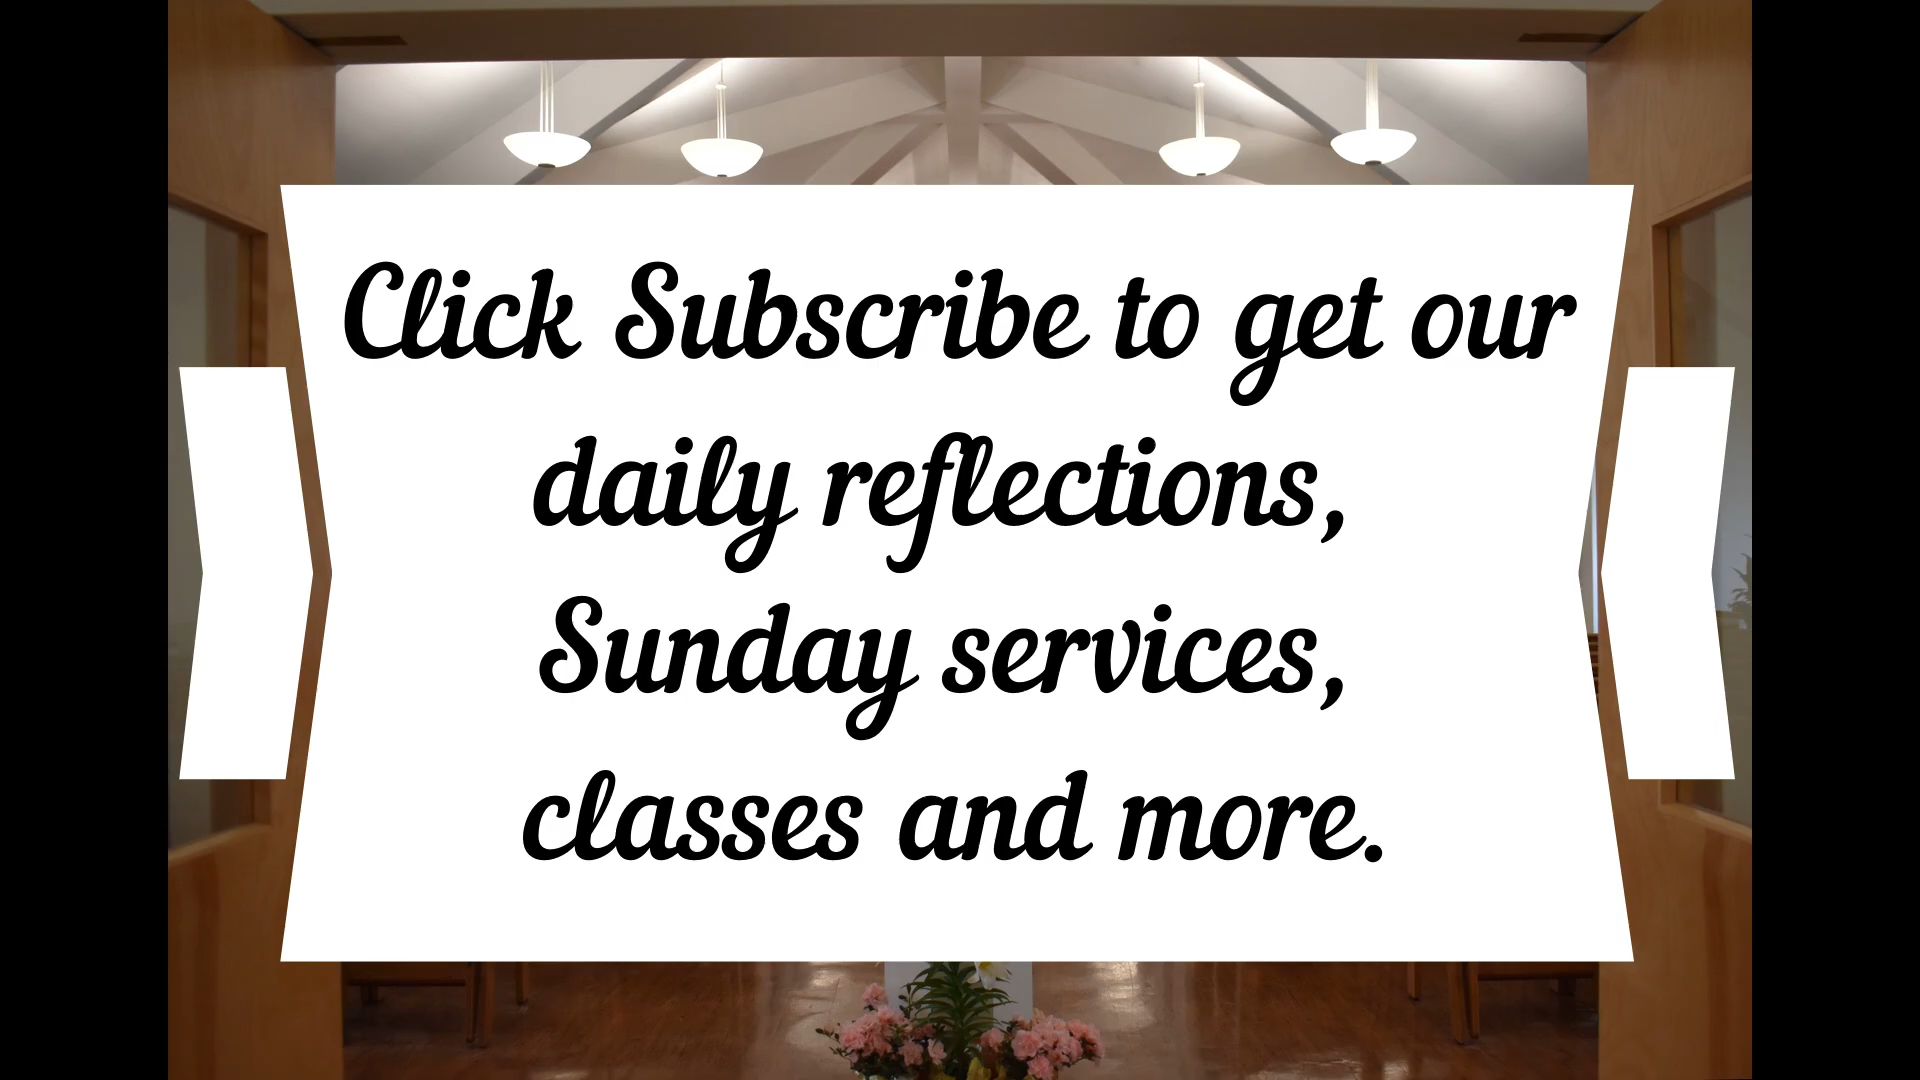 Click Subscribe to get our
daily reflections,
Sunday services,
classes and more.